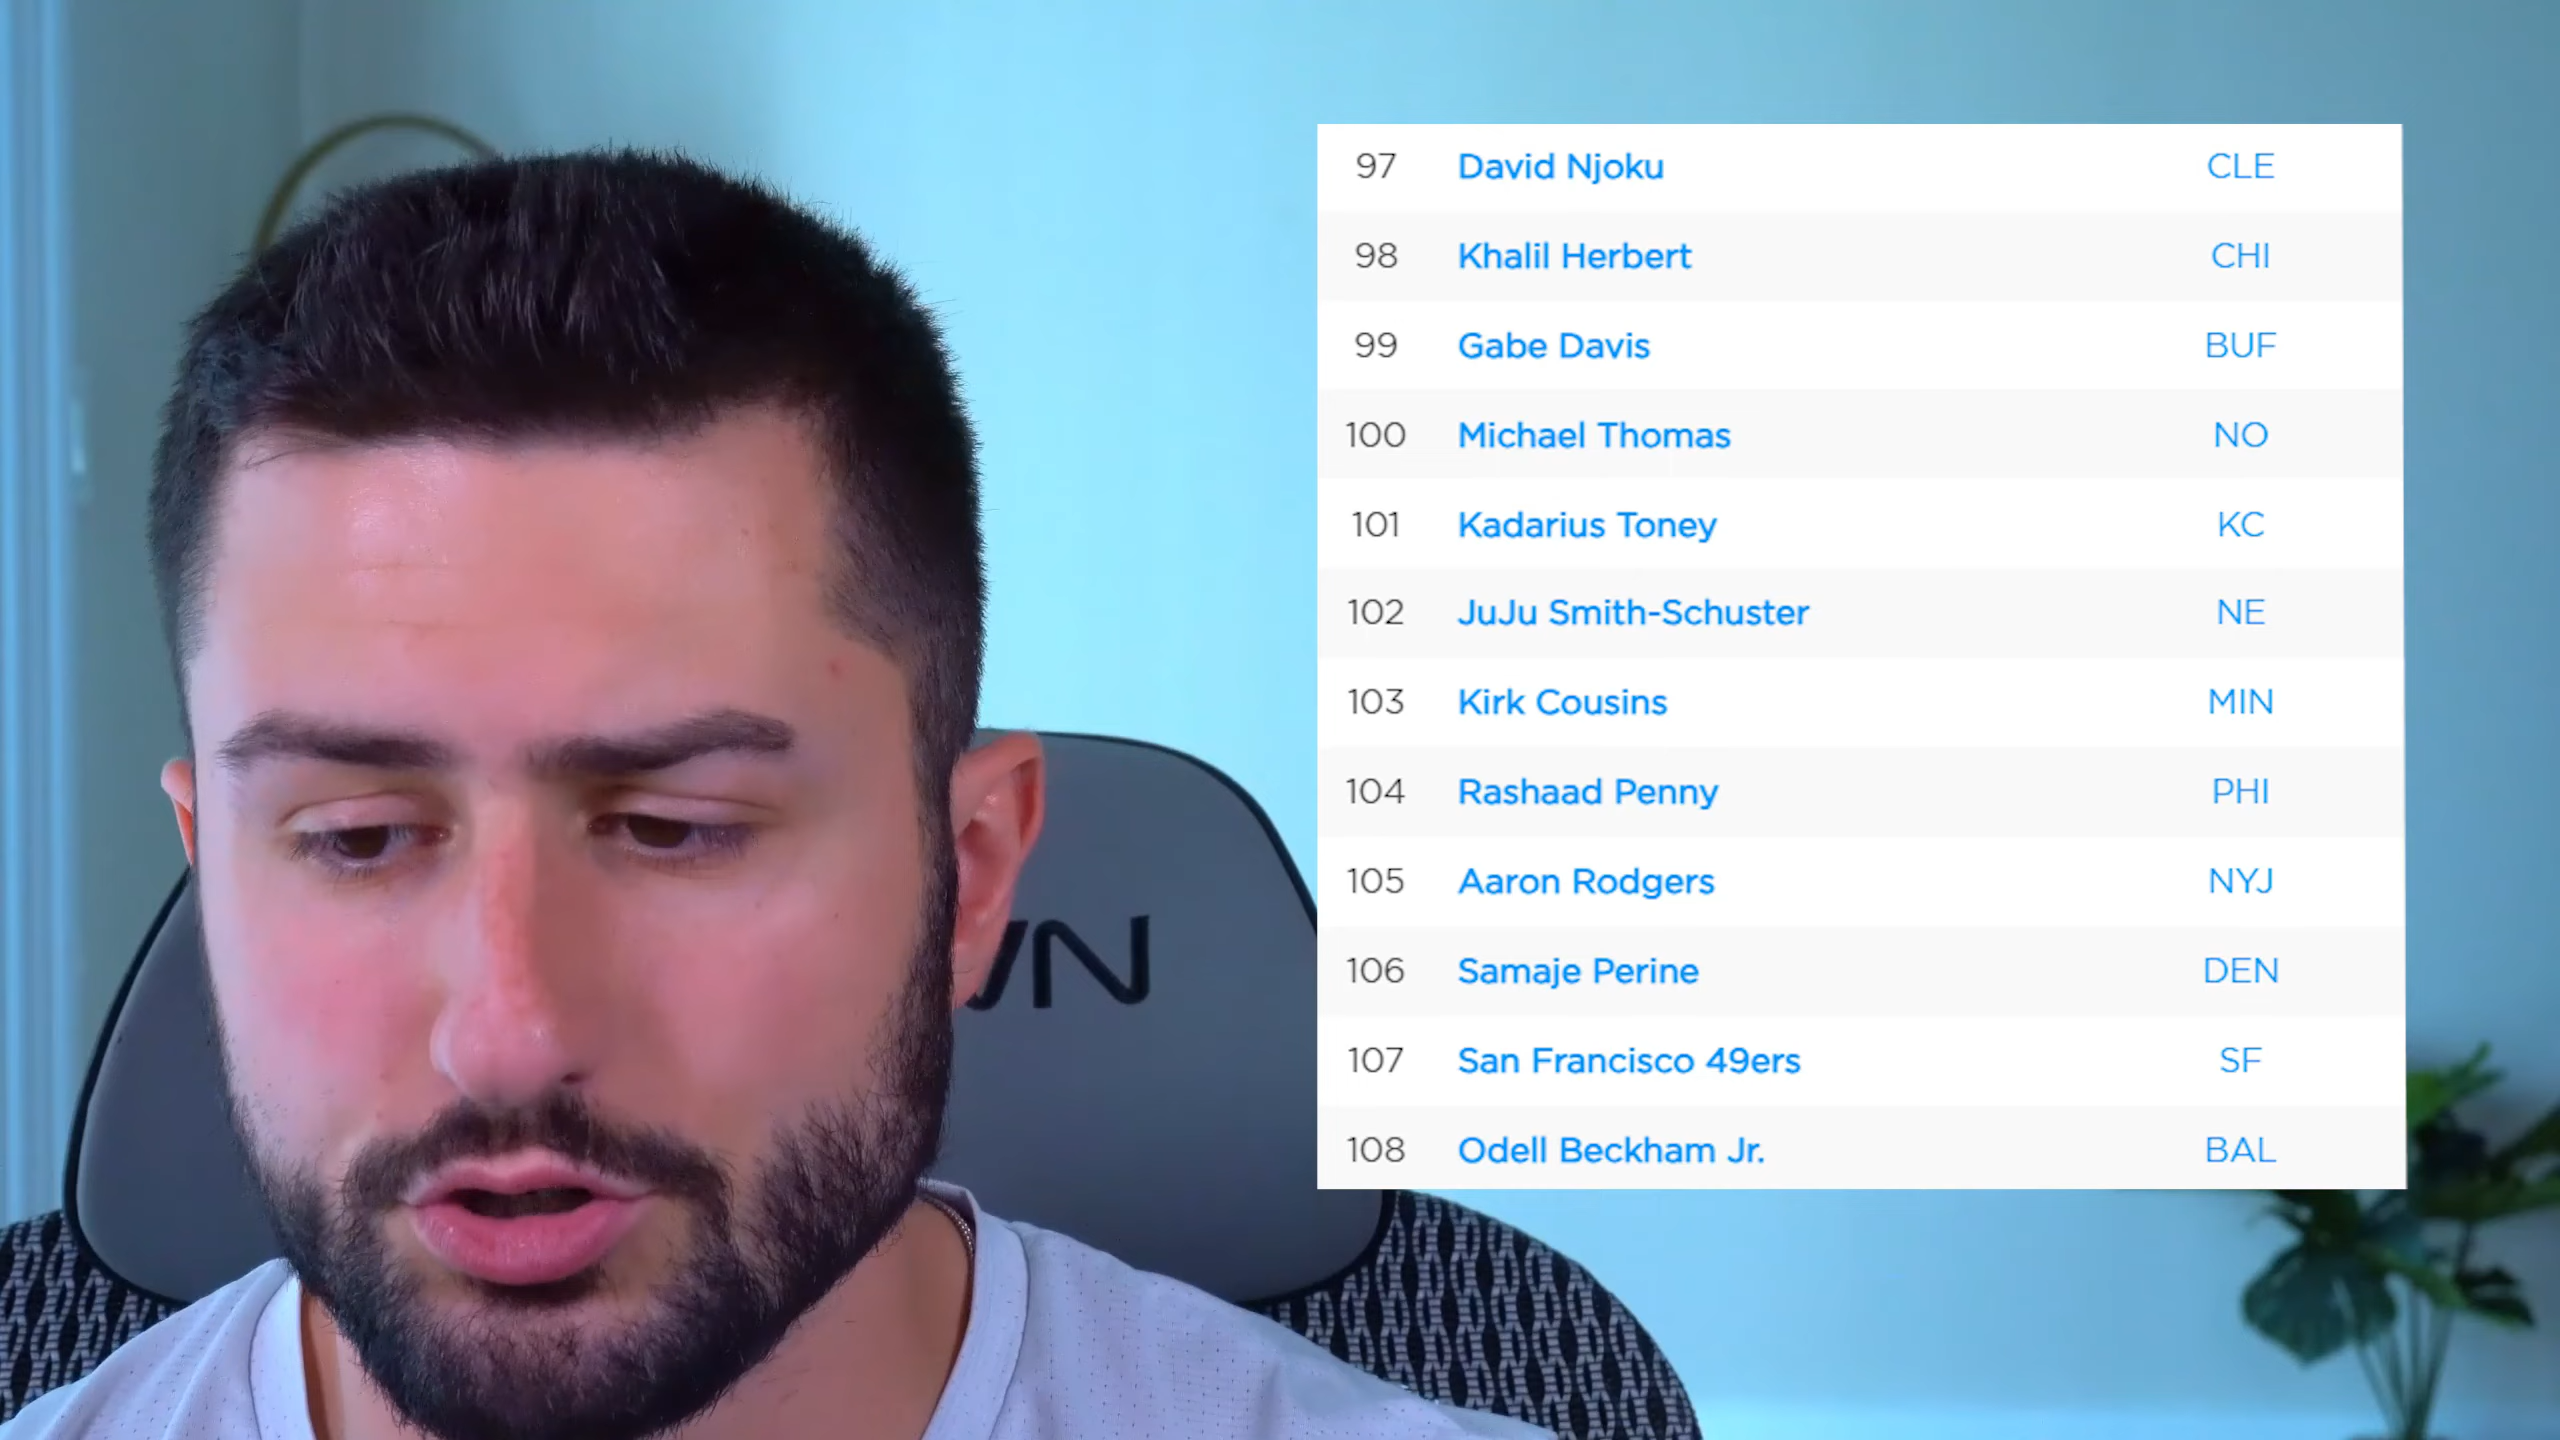 97 David Njoku CLE
98 Khalil Herbert CHI
99 Gabe Davis BUF
100 Michael Thomas NO
101 Kadarius Toney KC
102 JuJu Smith-Schuster NE
103 Kirk Cousins MIN
104 Rashaad Penny PHI
105 Aaron Rodgers NYJ
106 Samaje Perine DEN
107 San Francisco 49ers SF
108 Odell Beckham Jr. BAL